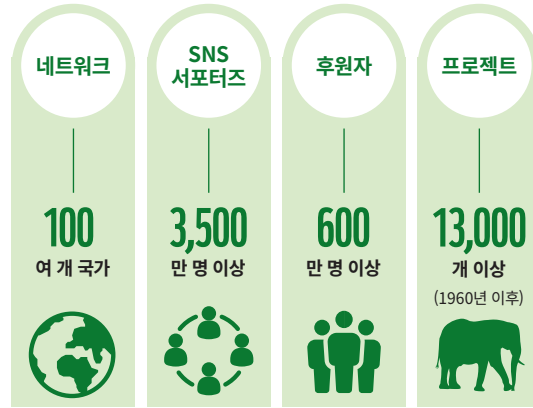 네트워크
100
여 개 국가
SNS
서포터즈
3,500
만 명 이상
후원자
600
만 명 이상
프로젝트
13,000
개 이상
(1960년 이후)